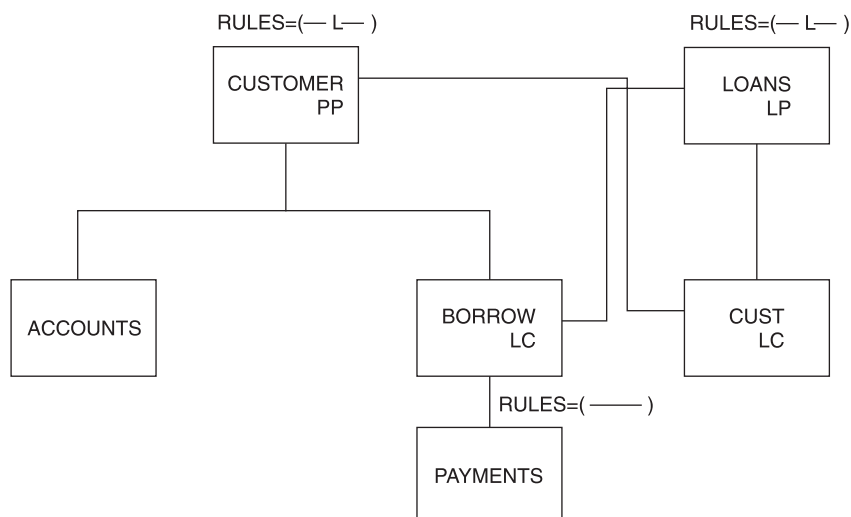 RULES=(— L— )
RULES=(— L— )
CUSTOMER
PP
LOANS
LP
ACCOUNTS
BORROW
LC
CUST
LC
RULES=( —— )
PAYMENTS